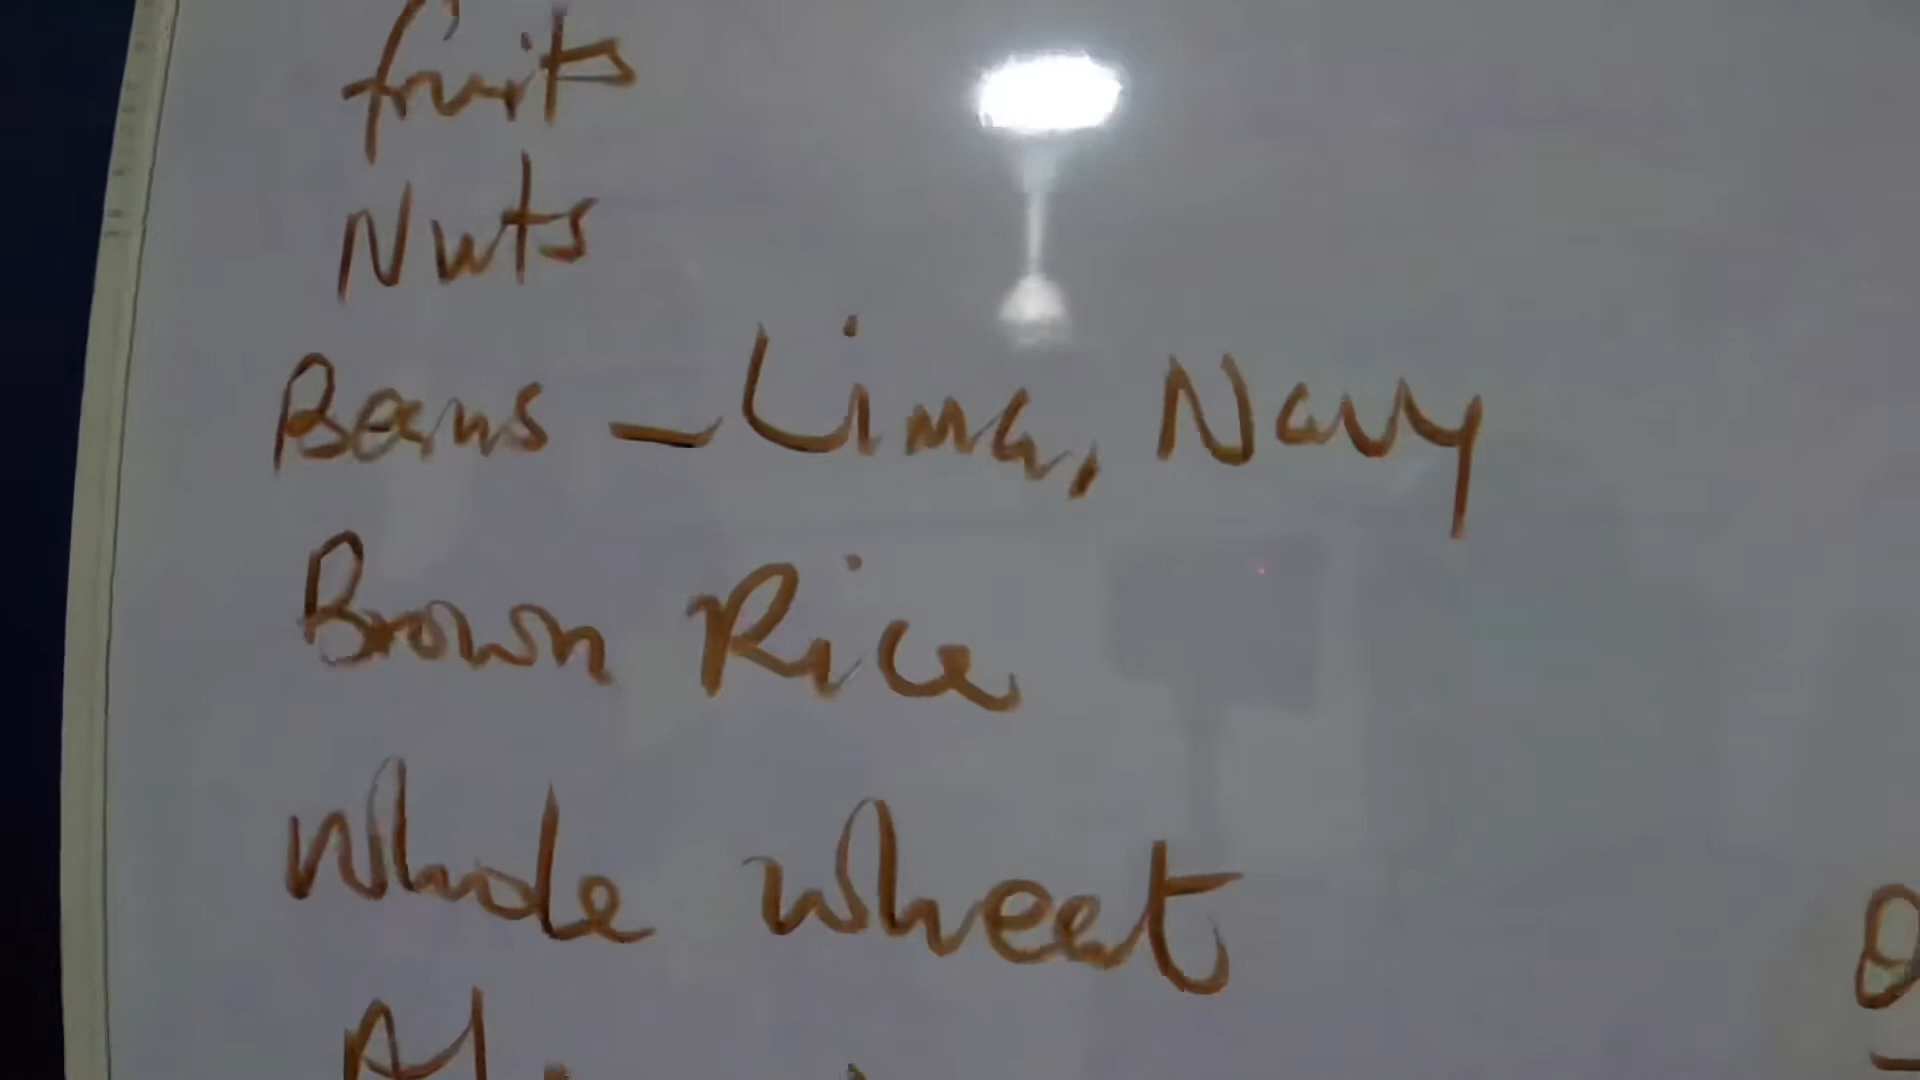 fruits
Nuts
Beans - Lima, Navy
Brown Rice
Whole wheat